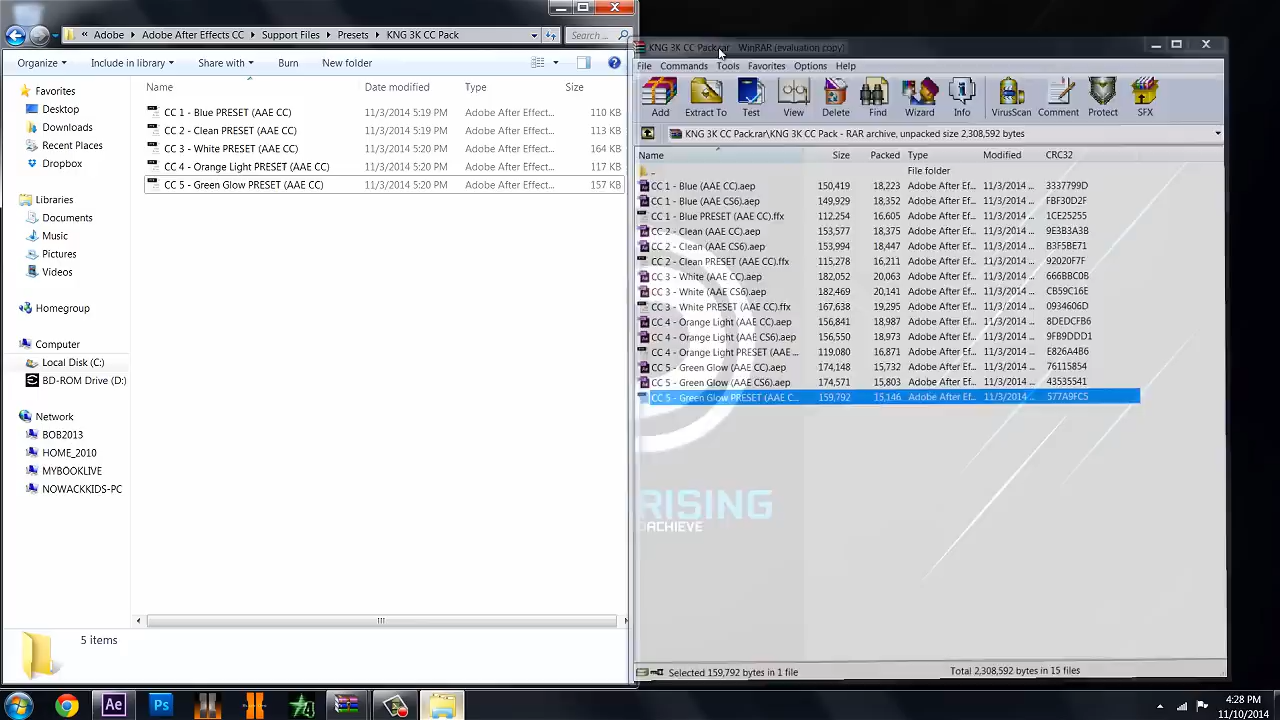 « Adobe ▸ Adobe After Effects CC ▸ Support Files ▸ Presets ▸ KNG 3K CC Pack
Search ...
Organize
Include in library
Share with
Burn
New folder
Name
Date modified
Type
Size
CC 1 - Blue PRESET (AAE CC) 11/3/2014 5:19 PM Adobe After Effect... 110 KB
CC 2 - Clean PRESET (AAE CC) 11/3/2014 5:19 PM Adobe After Effect... 113 KB
CC 3 - White PRESET (AAE CC) 11/3/2014 5:20 PM Adobe After Effect... 164 KB
CC 4 - Orange Light PRESET (AAE CC) 11/3/2014 5:20 PM Adobe After Effect... 117 KB
CC 5 - Green Glow PRESET (AAE CC) 11/3/2014 5:20 PM Adobe After Effect... 157 KB
Favorites
Desktop
Downloads
Recent Places
Dropbox
Libraries
Documents
Music
Pictures
Videos
Homegroup
Computer
Local Disk (C:)
BD-ROM Drive (D:)
Network
BOB2013
HOME_2010
MYBOOKLIVE
NOWACKKIDS-PC
5 items
KNG 3K CC Pack.rar - WinRAR (evaluation copy)
File Commands Tools Favorites Options Help
Add Extract To Test View Delete Find Wizard Info VirusScan Comment Protect SFX
KNG 3K CC Pack.rar\KNG 3K CC Pack - RAR archive, unpacked size 2,308,592 bytes
Name Size Packed Type Modified CRC32
.. File folder
CC 1 - Blue (AAE CC).aep 150,419 18,223 Adobe After Ef... 11/3/2014 ... 3337799D
CC 1 - Blue (AAE CS6).aep 149,929 18,352 Adobe After Ef... 11/3/2014 ... FBF30D2F
CC 1 - Blue PRESET (AAE CC).ffx 112,254 16,605 Adobe After Ef... 11/3/2014 ... 1CE25255
CC 2 - Clean (AAE CC).aep 153,577 18,375 Adobe After Ef... 11/3/2014 ... 9E3B3A3B
CC 2 - Clean (AAE CS6).aep 153,994 18,447 Adobe After Ef... 11/3/2014 ... B3F5BE71
CC 2 - Clean PRESET (AAE CC).ffx 115,278 16,211 Adobe After Ef... 11/3/2014 ... 92020F7F
CC 3 - White (AAE CC).aep 182,052 20,063 Adobe After Ef... 11/3/2014 ... 666BBC0B
CC 3 - White (AAE CS6).aep 182,469 20,141 Adobe After Ef... 11/3/2014 ... CB59C16E
CC 3 - White PRESET (AAE CC).ffx 167,638 19,295 Adobe After Ef... 11/3/2014 ... 0934606D
CC 4 - Orange Light (AAE CC).aep 156,841 18,987 Adobe After Ef... 11/3/2014 ... 8DEDCFB6
CC 4 - Orange Light (AAE CS6).aep 156,550 18,973 Adobe After Ef... 11/3/2014 ... 9FB9DDD1
CC 4 - Orange Light PRESET (AAE ... 119,080 16,871 Adobe After Ef... 11/3/2014 ... E826A4B6
CC 5 - Green Glow (AAE CC).aep 174,148 15,732 Adobe After Ef... 11/3/2014 ... 76115854
CC 5 - Green Glow (AAE CS6).aep 174,571 15,803 Adobe After Ef... 11/3/2014 ... 43535541
CC 5 - Green Glow PRESET (AAE C... 159,792 15,146 Adobe After Ef... 11/3/2014 ... 577A9FC5
RISING
ACHIEVE
Selected 159,792 bytes in 1 file
Total 2,308,592 bytes in 15 files
Ae
Ps
4:28 PM
11/10/2014